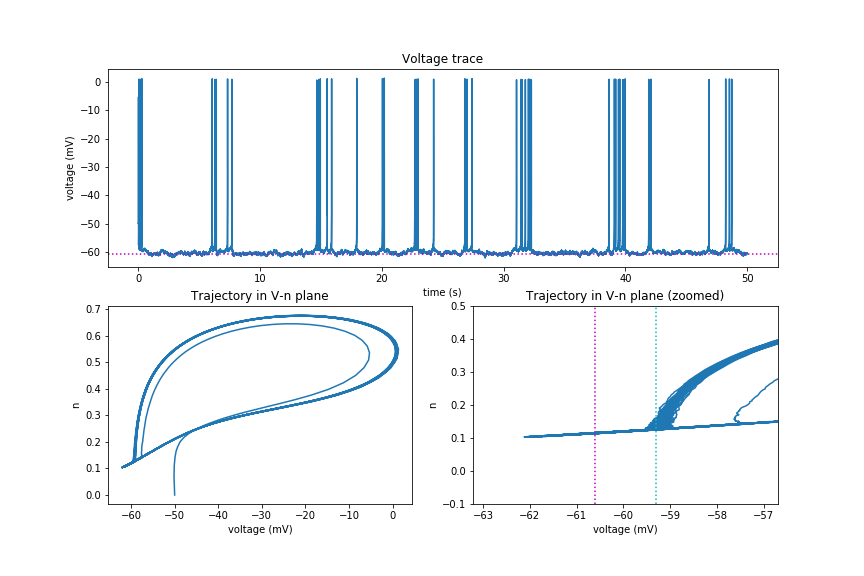 Voltage trace
voltage (mV)
0
−10
−20
−30
−40
−50
−60
0 10 20 30 40 50
time (s)
Trajectory in V-n plane
n
0.7
0.6
0.5
0.4
0.3
0.2
0.1
0.0
−60 −50 −40 −30 −20 −10 0
voltage (mV)
Trajectory in V-n plane (zoomed)
n
0.5
0.4
0.3
0.2
0.1
0.0
−0.1
−63 −62 −61 −60 −59 −58 −57
voltage (mV)